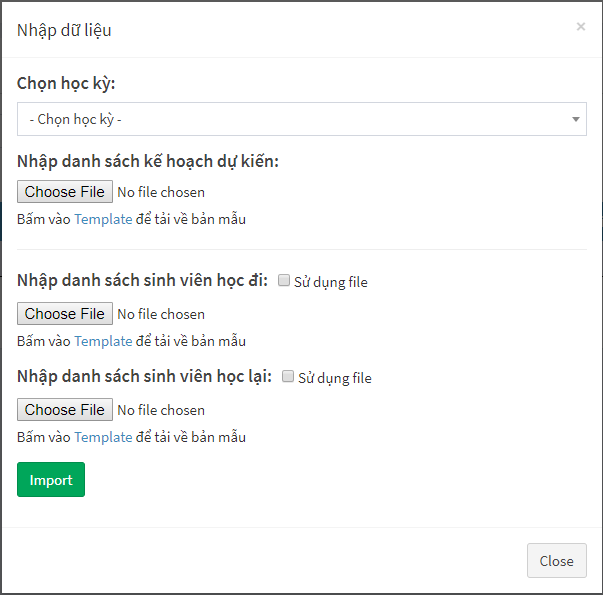 Nhập dữ liệu ×
Chọn học kỳ:
- Chọn học kỳ -
Nhập danh sách kế hoạch dự kiến:
Choose File No file chosen
Bấm vào Template để tải về bản mẫu
Nhập danh sách sinh viên học đi: Sử dụng file
Choose File No file chosen
Bấm vào Template để tải về bản mẫu
Nhập danh sách sinh viên học lại: Sử dụng file
Choose File No file chosen
Bấm vào Template để tải về bản mẫu
Import
Close